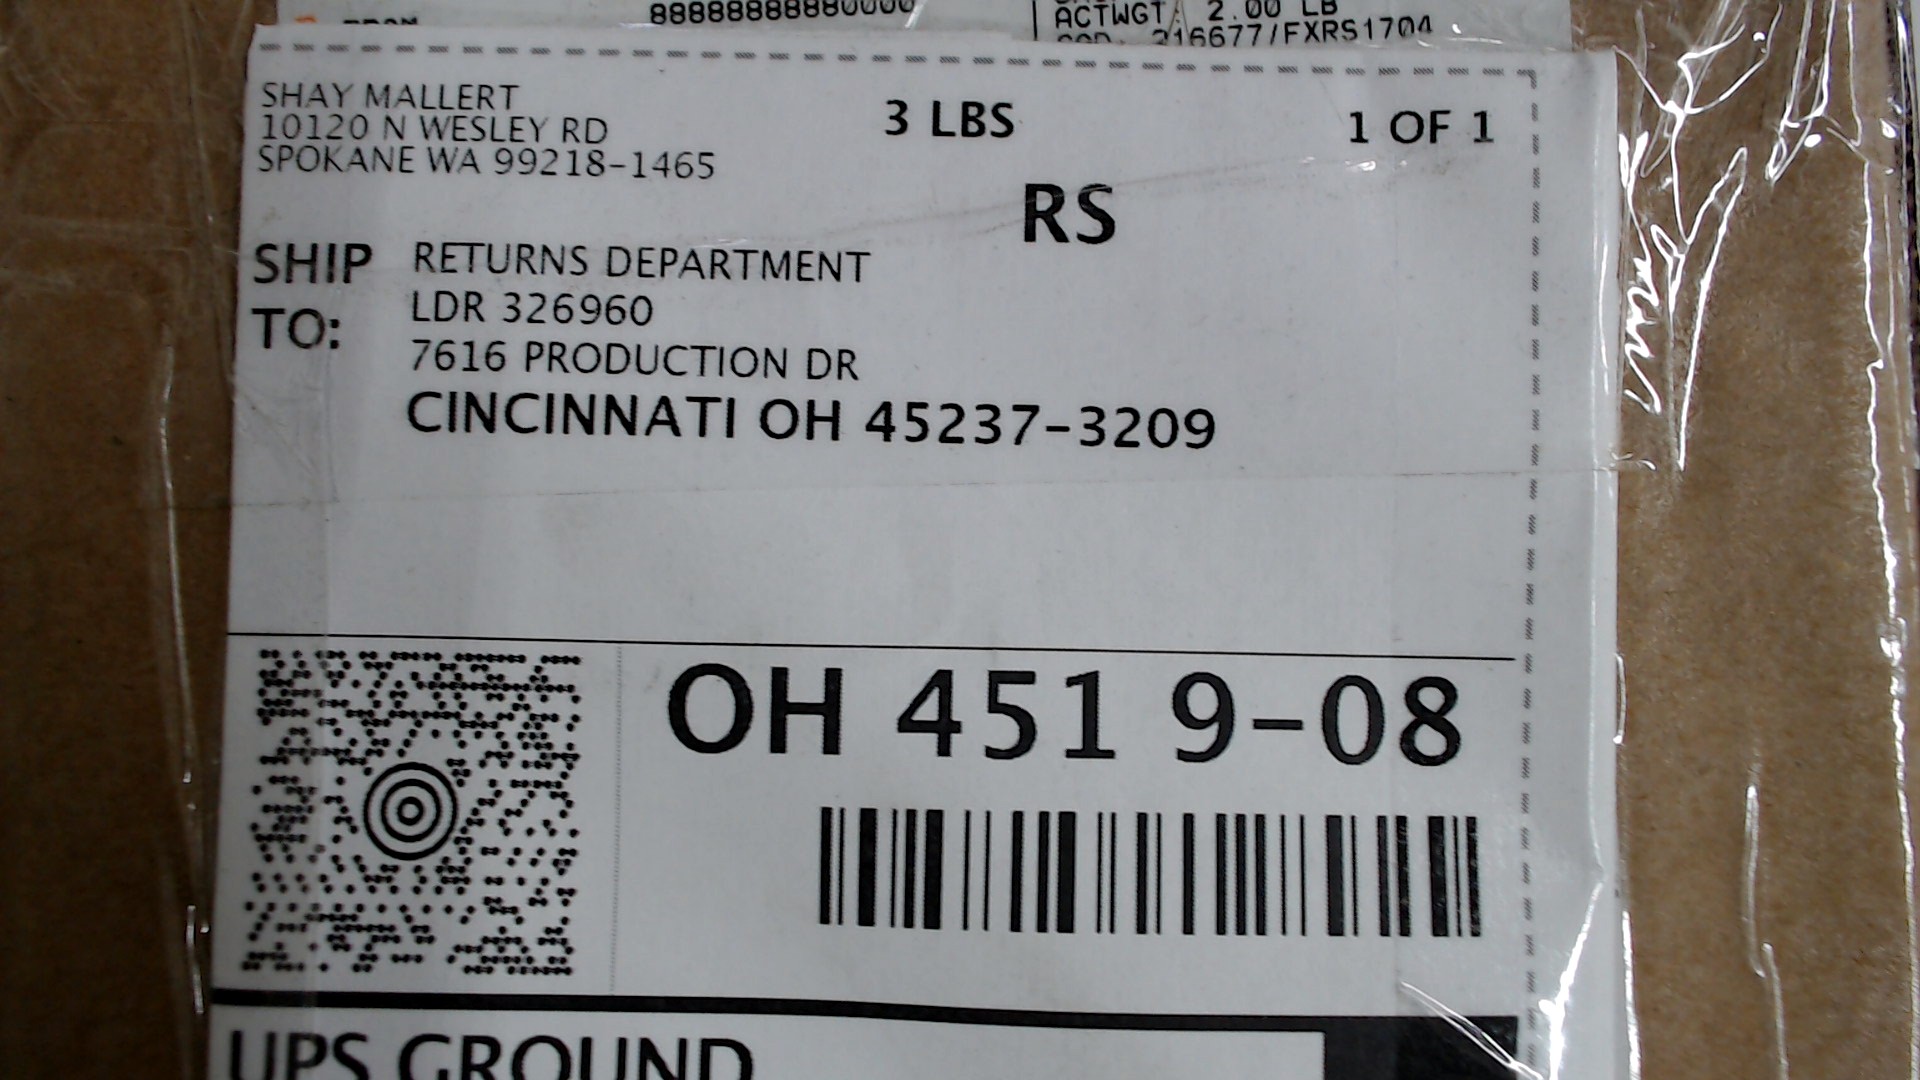 88888888880000
ACTWGT: 2.00 LB
216677/FXRS1704
SHAY MALLERT
10120 N WESLEY RD
SPOKANE WA 99218-1465
3 LBS
1 OF 1
RS
SHIP TO:
RETURNS DEPARTMENT
LDR 326960
7616 PRODUCTION DR
CINCINNATI OH 45237-3209
OH 451 9-08
UPS GROUND